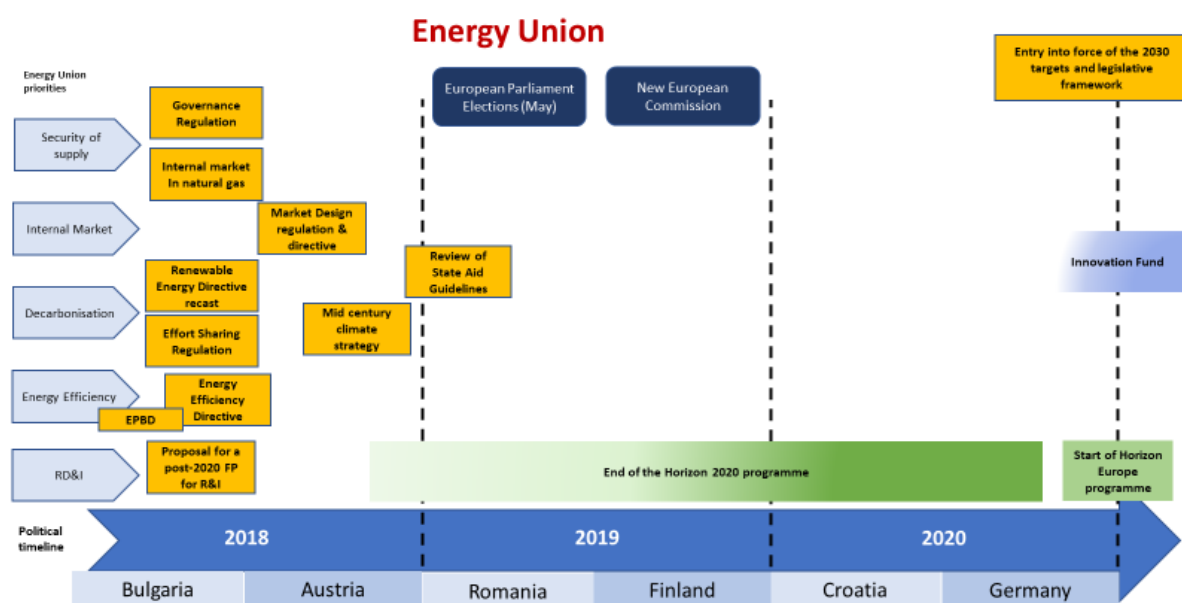 Energy Union
Energy Union
priorities
European Parliament
Elections (May)
New European
Commission
Entry into force of the 2030
targets and legislative
framework
Security of
supply
Governance
Regulation
Internal market
In natural gas
Internal Market
Market Design
regulation &
directive
Review of
State Aid
Guidelines
Innovation Fund
Decarbonisation
Renewable
Energy Directive
recast
Effort Sharing
Regulation
Mid century
climate
strategy
Energy Efficiency
Energy
Efficiency
Directive
EPBD
RD&I
Proposal for a
post-2020 FP
for R&I
End of the Horizon 2020 programme
Start of Horizon
Europe
programme
Political
timeline
2018
2019
2020
Bulgaria
Austria
Romania
Finland
Croatia
Germany